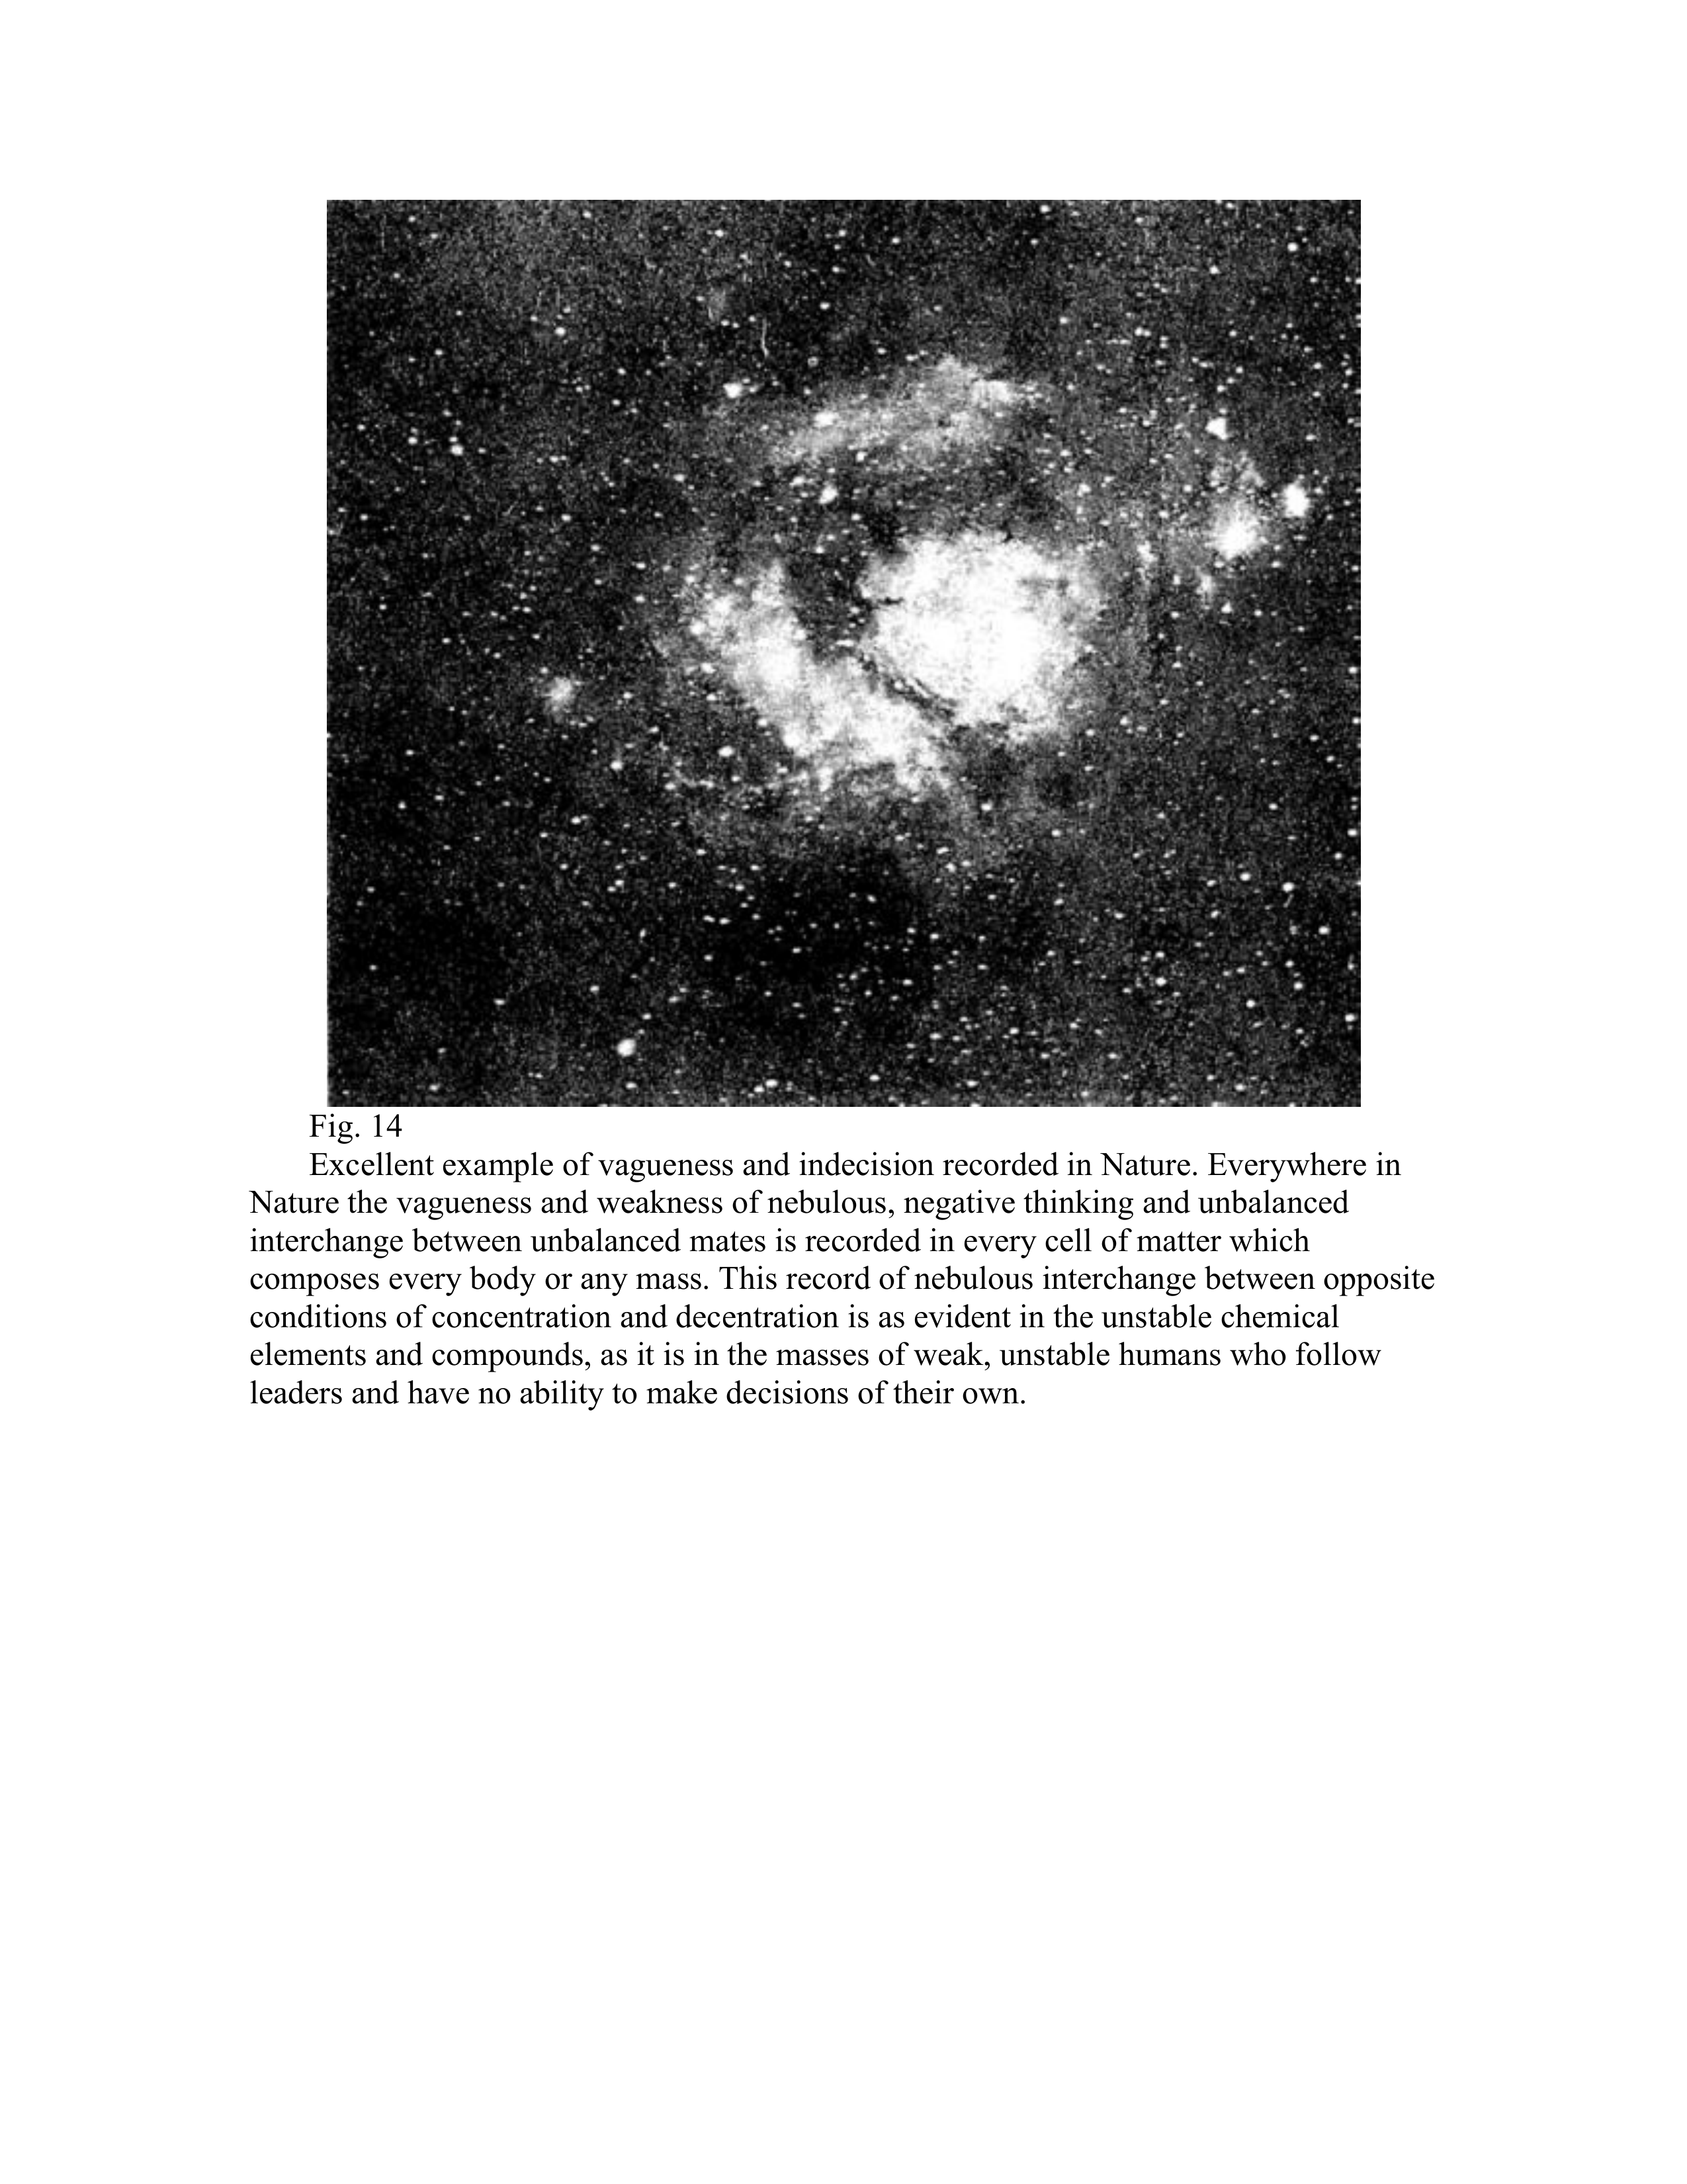 Fig. 14
Excellent example of vagueness and indecision recorded in Nature. Everywhere in
Nature the vagueness and weakness of nebulous, negative thinking and unbalanced
interchange between unbalanced mates is recorded in every cell of matter which
composes every body or any mass. This record of nebulous interchange between opposite
conditions of concentration and decentration is as evident in the unstable chemical
elements and compounds, as it is in the masses of weak, unstable humans who follow
leaders and have no ability to make decisions of their own.